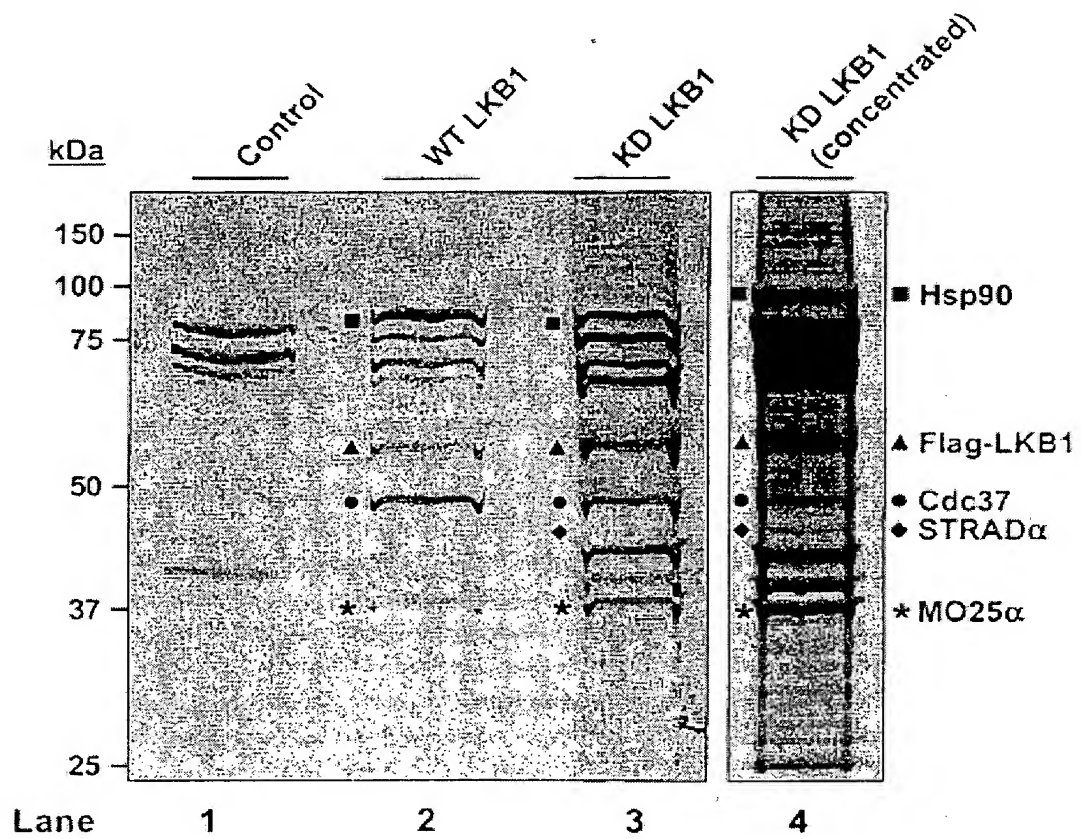 kDa
Control
WT LKB1
KD LKB1
KD LKB1
(concentrated)
150
100
75
50
37
25
■ Hsp90
▲ Flag-LKB1
● Cdc37
◆ STRADα
★ MO25α
Lane 1 2 3 4